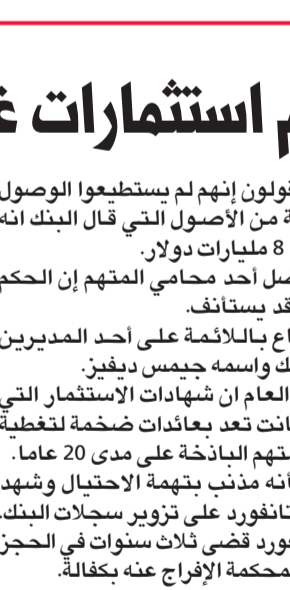 م استثمارات غ
قولون إنهم لم يستطيعوا الوصول
ة من الأصول التي قال البنك انه
8 مليارات دولار.
صل أحد محامي المتهم إن الحكم
قد يستأنف.
اع باللائمة على أحد المديرين
ك واسمه جيمس ديفيز.
العام ان شهادات الاستثمار التي
انت تعد بعائدات ضخمة لتغطية
ستهم الباذخة على مدى 20 عاما.
أنه مذنب بتهمة الاحتيال وشهد
تانفورد على تزوير سجلات البنك.
فورد قضى ثلاث سنوات في الحجز
محكمة الإفراج عنه بكفالة.